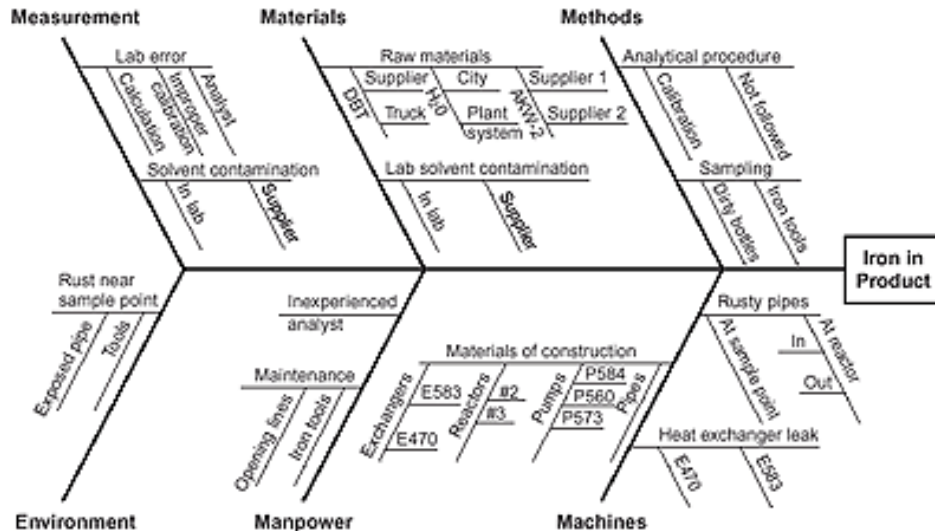 Measurement
Materials
Methods
Lab error
Calculation
Improper
calibration
Analyst
Solvent contamination
In lab
Supplier
Raw materials
DBT
Supplier
Truck
H₂0
City
Plant
system
AKW-2
Supplier 1
Supplier 2
Lab solvent contamination
In lab
Supplier
Analytical procedure
Calibration
Not followed
Sampling
Dirty bottles
Iron tools
Iron in
Product
Rust near
sample point
Exposed pipe
Tools
Inexperienced
analyst
Maintenance
Opening lines
Iron tools
Materials of construction
Exchangers
E583
E470
Reactors
#2
#3
Pumps
P584
P560
P573
Pipes
Rusty pipes
At sample point
At reactor
In
Out
Heat exchanger leak
E470
E583
Environment
Manpower
Machines